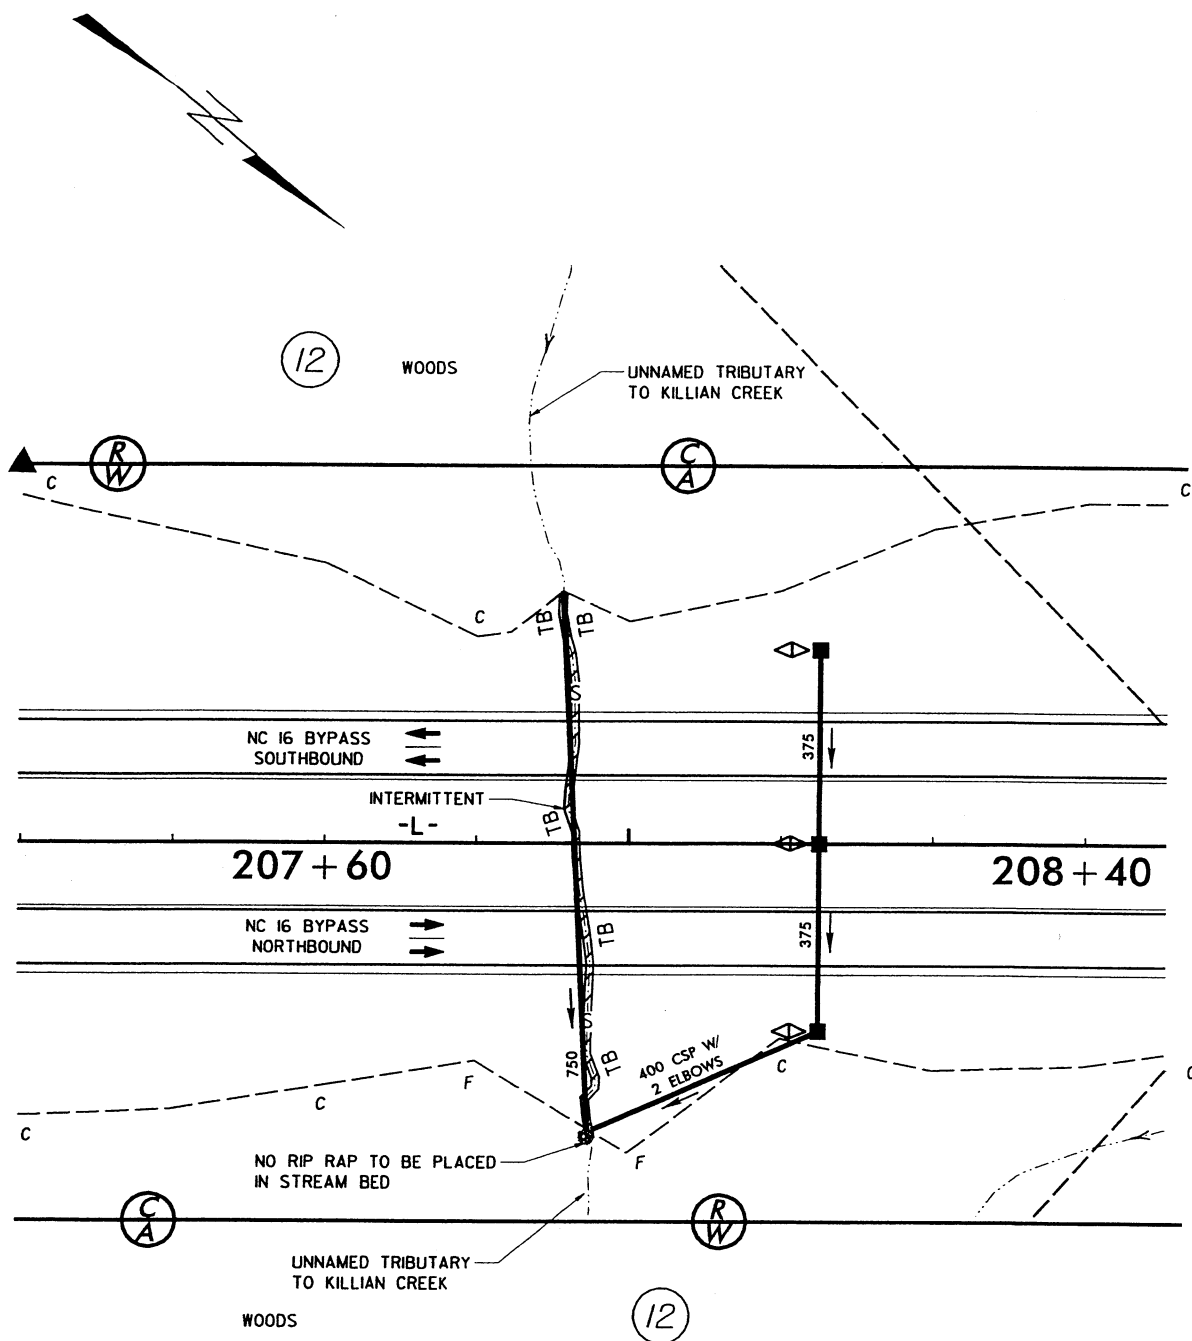 12
WOODS
UNNAMED TRIBUTARY
TO KILLIAN CREEK
R
W
C
A
C
C
C
TB
TB
S
NC 16 BYPASS
SOUTHBOUND
375
INTERMITTENT
TB
-L-
207+60
208+40
NC 16 BYPASS
NORTHBOUND
TB
375
S
750
TB
400 CSP W/
2 ELBOWS
F
C
C
C
C
F
NO RIP RAP TO BE PLACED
IN STREAM BED
C
A
R
W
UNNAMED TRIBUTARY
TO KILLIAN CREEK
12
WOODS